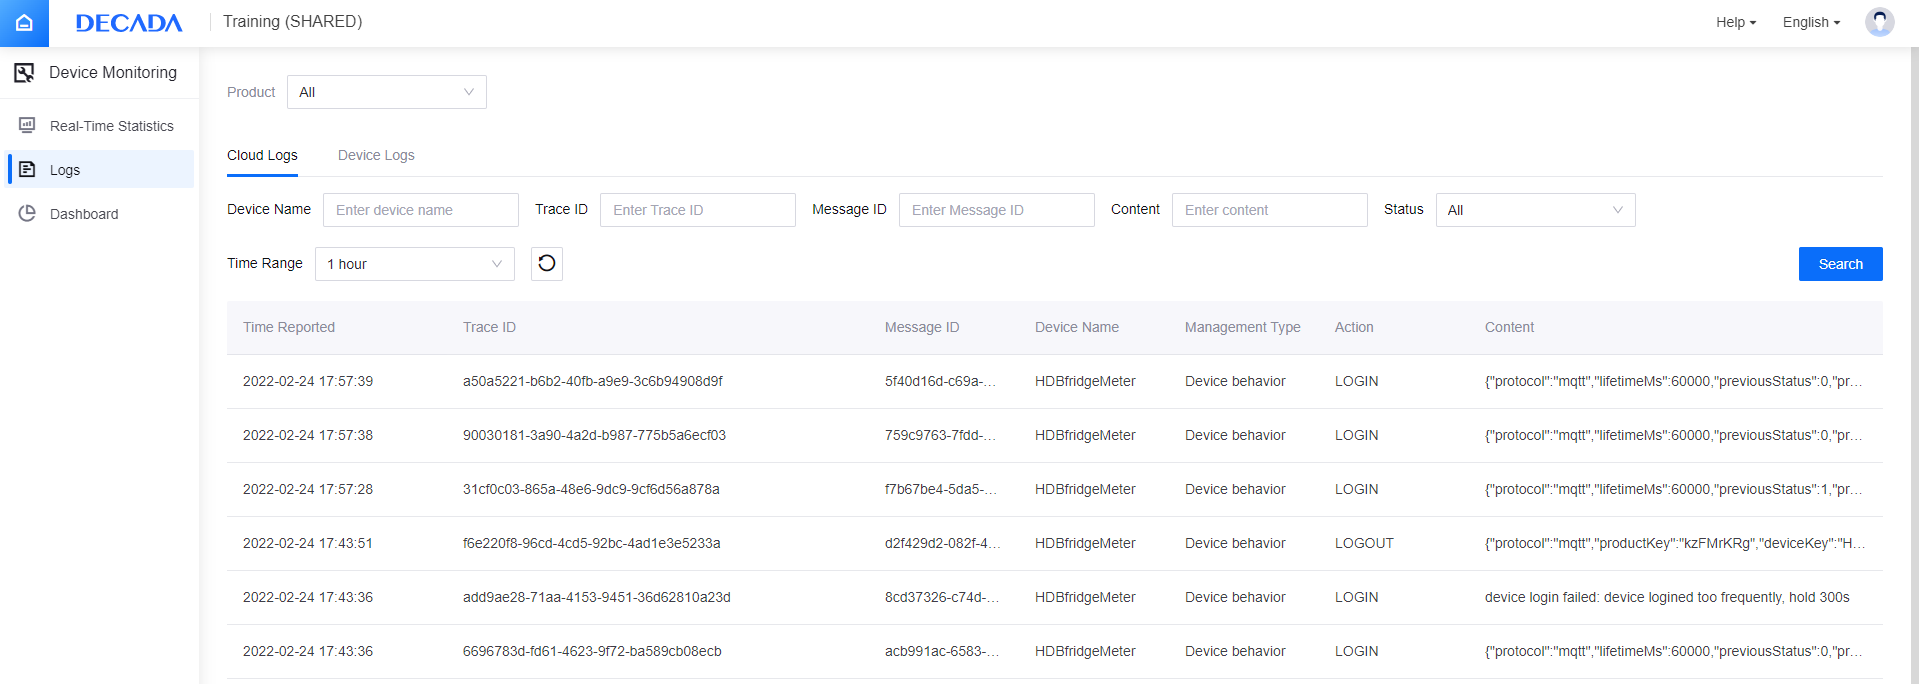 DECADA Training (SHARED) Help English
Device Monitoring
Real-Time Statistics
Logs
Dashboard
Product All
Cloud Logs Device Logs
Device Name Enter device name Trace ID Enter Trace ID Message ID Enter Message ID Content Enter content Status All
Time Range 1 hour Search
Time Reported Trace ID Message ID Device Name Management Type Action Content
2022-02-24 17:57:39 a50a5221-b6b2-40fb-a9e9-3c6b94908d9f 5f40d16d-c69a-... HDBfridgeMeter Device behavior LOGIN {"protocol":"mqtt","lifetimeMs":60000,"previousStatus":0,"pr...
2022-02-24 17:57:38 90030181-3a90-4a2d-b987-775b5a6ecf03 759c9763-7fdd-... HDBfridgeMeter Device behavior LOGIN {"protocol":"mqtt","lifetimeMs":60000,"previousStatus":0,"pr...
2022-02-24 17:57:28 31cf0c03-865a-48e6-9dc9-9cf6d56a878a f7b67be4-5da5-... HDBfridgeMeter Device behavior LOGIN {"protocol":"mqtt","lifetimeMs":60000,"previousStatus":1,"pr...
2022-02-24 17:43:51 f6e220f8-96cd-4cd5-92bc-4ad1e3e5233a d2f429d2-082f-4... HDBfridgeMeter Device behavior LOGOUT {"protocol":"mqtt","productKey":"kzFMrKRg","deviceKey":"H...
2022-02-24 17:43:36 add9ae28-71aa-4153-9451-36d62810a23d 8cd37326-c74d-... HDBfridgeMeter Device behavior LOGIN device login failed: device logined too frequently, hold 300s
2022-02-24 17:43:36 6696783d-fd61-4623-9f72-ba589cb08ecb acb991ac-6583-... HDBfridgeMeter Device behavior LOGIN {"protocol":"mqtt","lifetimeMs":60000,"previousStatus":0,"pr...